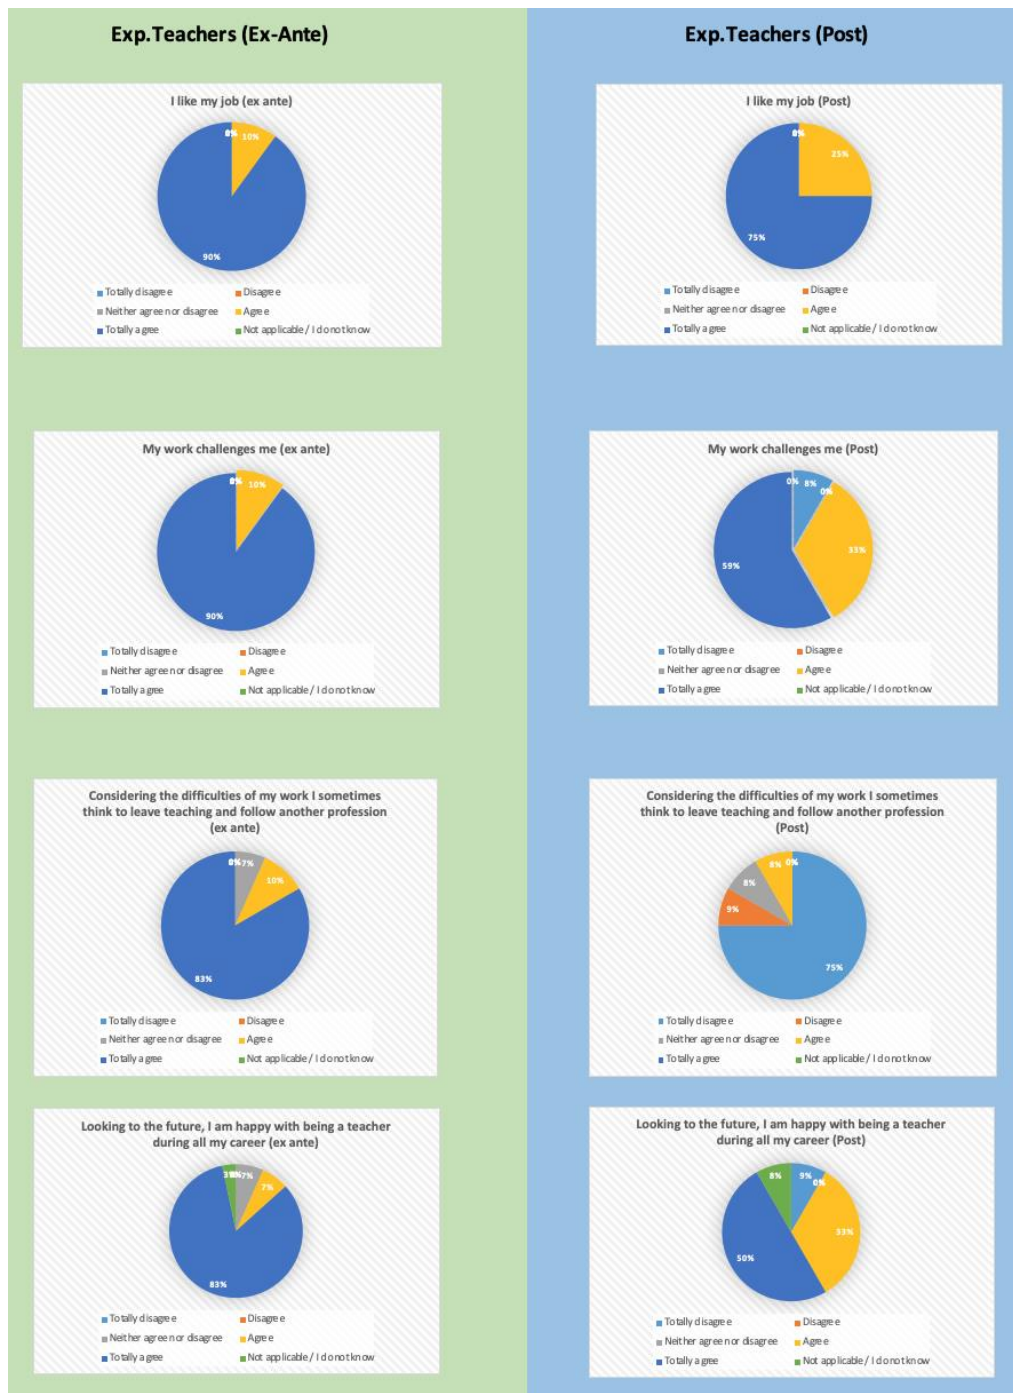 Exp.Teachers (Ex-Ante)
Exp.Teachers (Post)
I like my job (ex ante)
0%
10%
90%
Totally disagree
Disagree
Neither agree nor disagree
Agree
Totally agree
Not applicable / I do not know
I like my job (Post)
0%
25%
75%
Totally disagree
Disagree
Neither agree nor disagree
Agree
Totally agree
Not applicable / I do not know
My work challenges me (ex ante)
0%
10%
90%
Totally disagree
Disagree
Neither agree nor disagree
Agree
Totally agree
Not applicable / I do not know
My work challenges me (Post)
0%
8%
0%
33%
59%
Totally disagree
Disagree
Neither agree nor disagree
Agree
Totally agree
Not applicable / I do not know
Considering the difficulties of my work I sometimes
think to leave teaching and follow another profession
(ex ante)
0%
7%
10%
83%
Totally disagree
Disagree
Neither agree nor disagree
Agree
Totally agree
Not applicable / I do not know
Considering the difficulties of my work I sometimes
think to leave teaching and follow another profession
(Post)
8%
0%
8%
9%
75%
Totally disagree
Disagree
Neither agree nor disagree
Agree
Totally agree
Not applicable / I do not know
Looking to the future, I am happy with being a teacher
during all my career (ex ante)
3%
0%
7%
7%
83%
Totally disagree
Disagree
Neither agree nor disagree
Agree
Totally agree
Not applicable / I do not know
Looking to the future, I am happy with being a teacher
during all my career (Post)
8%
9%
0%
33%
50%
Totally disagree
Disagree
Neither agree nor disagree
Agree
Totally agree
Not applicable / I do not know